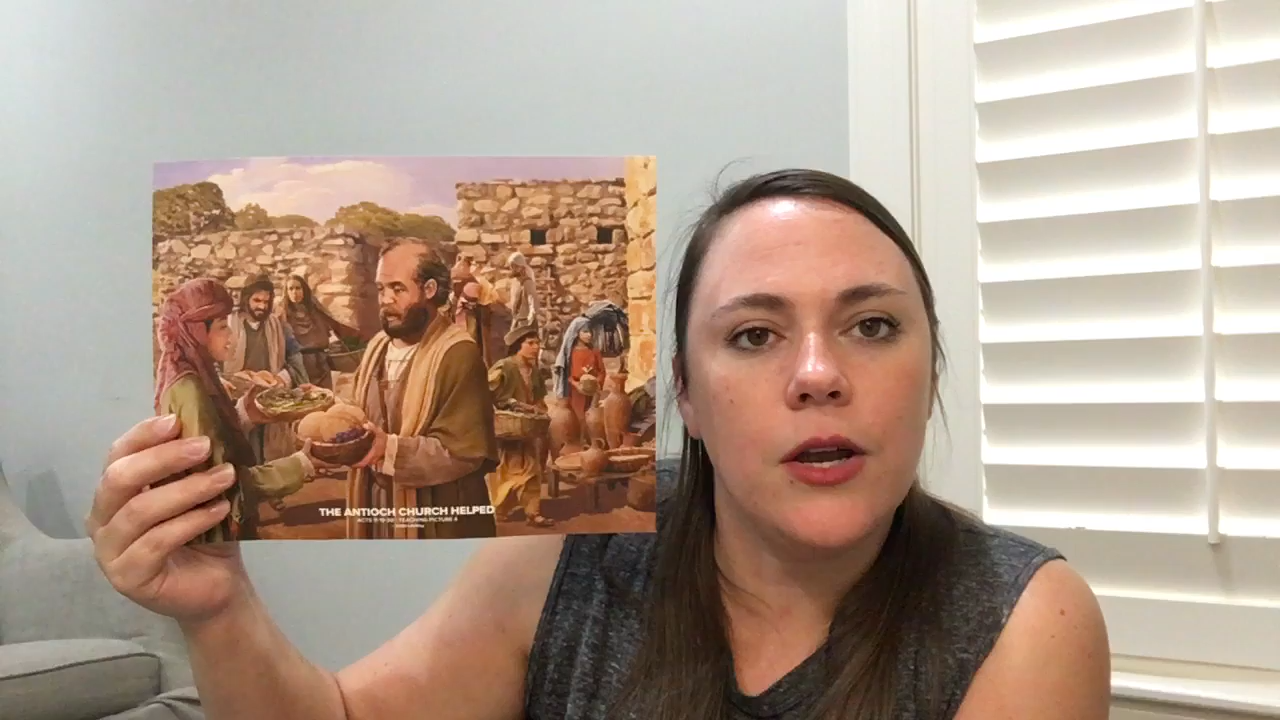 THE ANTIOCH CHURCH HELPED
ACTS 11:19-30 TEACHING PICTURE 4